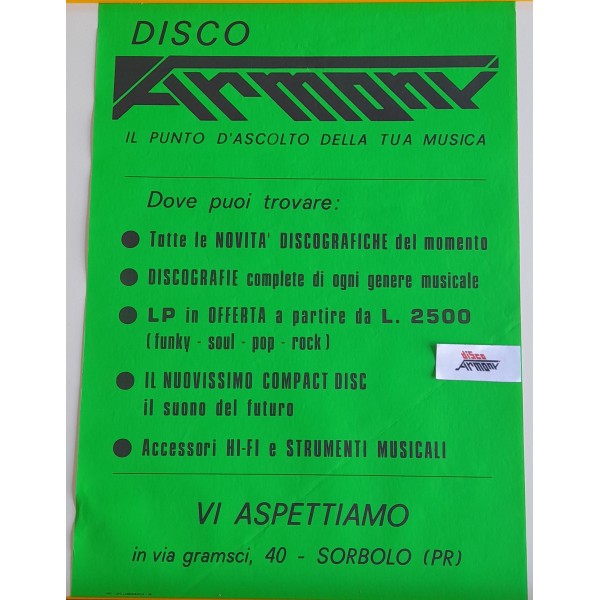 DISCO
Armony
IL PUNTO D'ASCOLTO DELLA TUA MUSICA
Dove puoi trovare:
● Tutte le NOVITA' DISCOGRAFICHE del momento
● DISCOGRAFIE complete di ogni genere musicale
● LP in OFFERTA a partire da L. 2500
(funky - soul - pop - rock)
disco
Armony
● IL NUOVISSIMO COMPACT DISC
il suono del futuro
● Accessori HI-FI e STRUMENTI MUSICALI
VI ASPETTIAMO
in via gramsci, 40 - SORBOLO (PR)